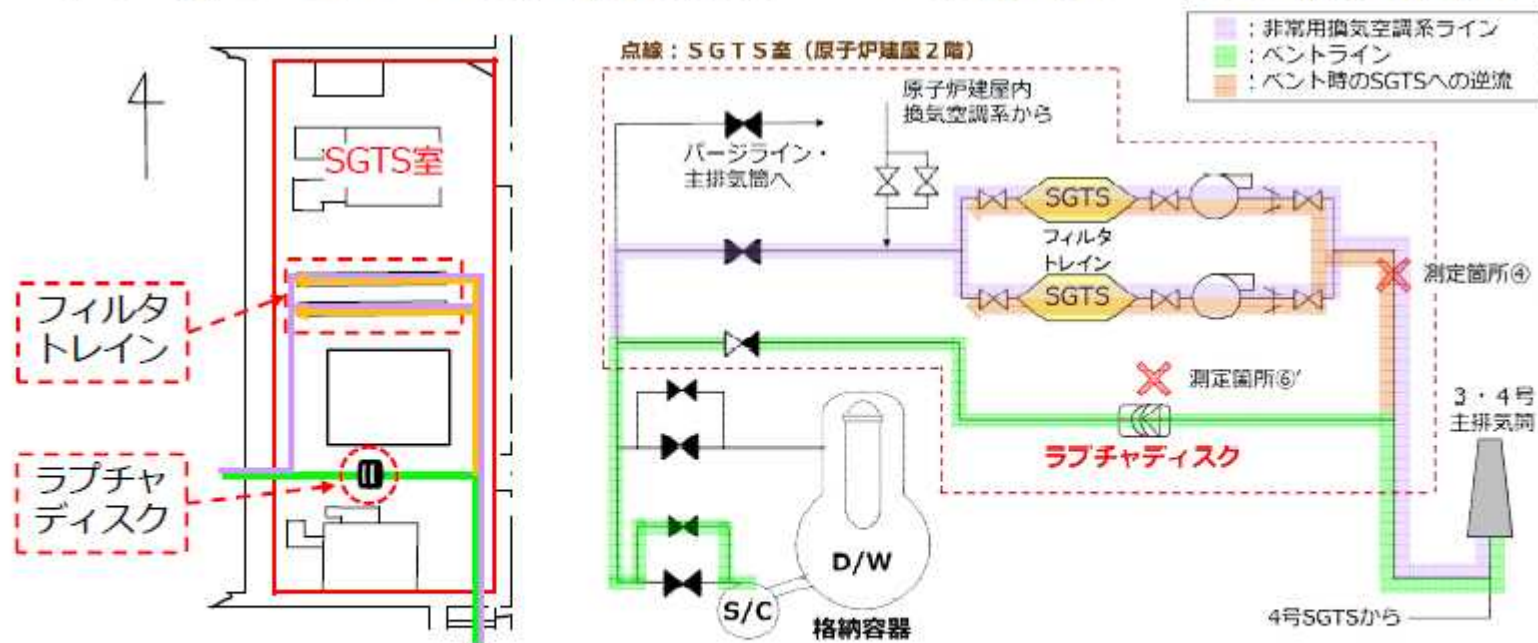 : 非常用換気空調系ライン
: ベントライン
: ベント時のSGTSへの逆流
点線：ＳＧＴＳ室（原子炉建屋２階）
4
SGTS室
原子炉建屋内
換気空調系から
パージライン・
主排気筒へ
SGTS
フィルタ
トレイン
SGTS
測定箇所④
フィルタ
トレイン
測定箇所⑥’
ラプチャディスク
3・4号
主排気筒
ラプチャ
ディスク
D/W
S/C
格納容器
4号SGTSから